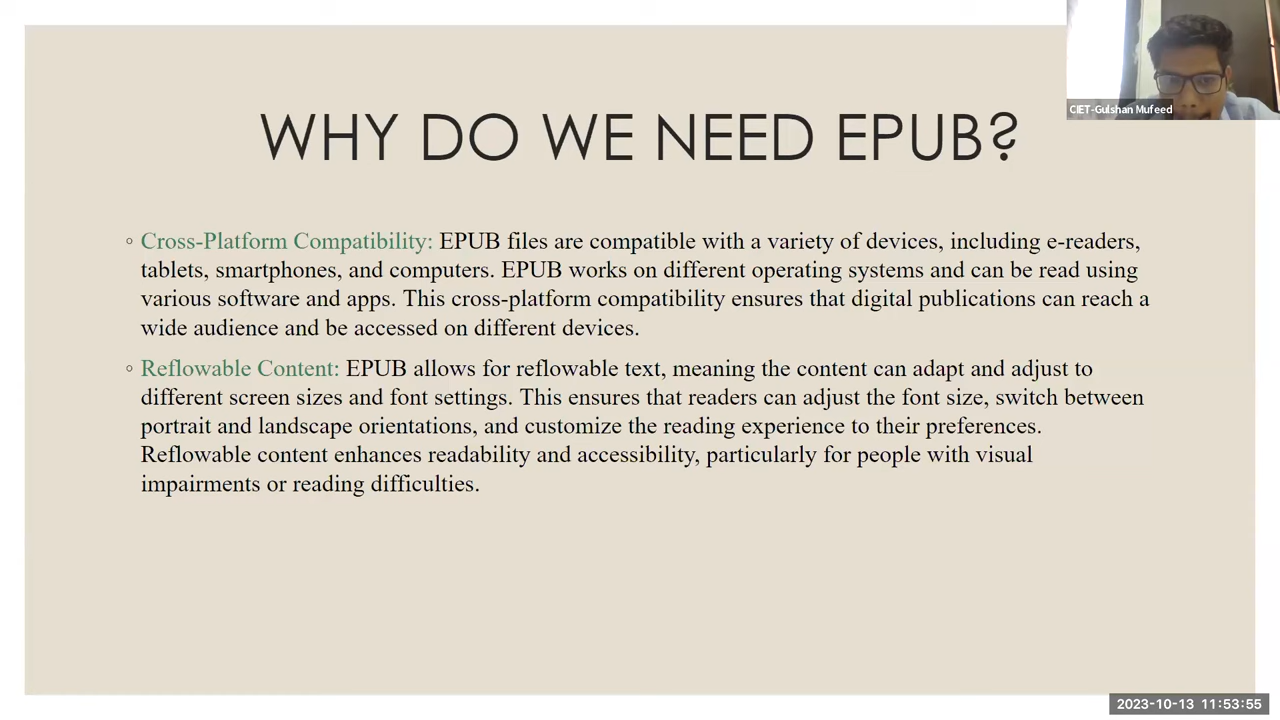 CIET-Gulshan Mufeed
WHY DO WE NEED EPUB?
◦ Cross-Platform Compatibility: EPUB files are compatible with a variety of devices, including e-readers,
tablets, smartphones, and computers. EPUB works on different operating systems and can be read using
various software and apps. This cross-platform compatibility ensures that digital publications can reach a
wide audience and be accessed on different devices.
◦ Reflowable Content: EPUB allows for reflowable text, meaning the content can adapt and adjust to
different screen sizes and font settings. This ensures that readers can adjust the font size, switch between
portrait and landscape orientations, and customize the reading experience to their preferences.
Reflowable content enhances readability and accessibility, particularly for people with visual
impairments or reading difficulties.
2023-10-13 11:53:55